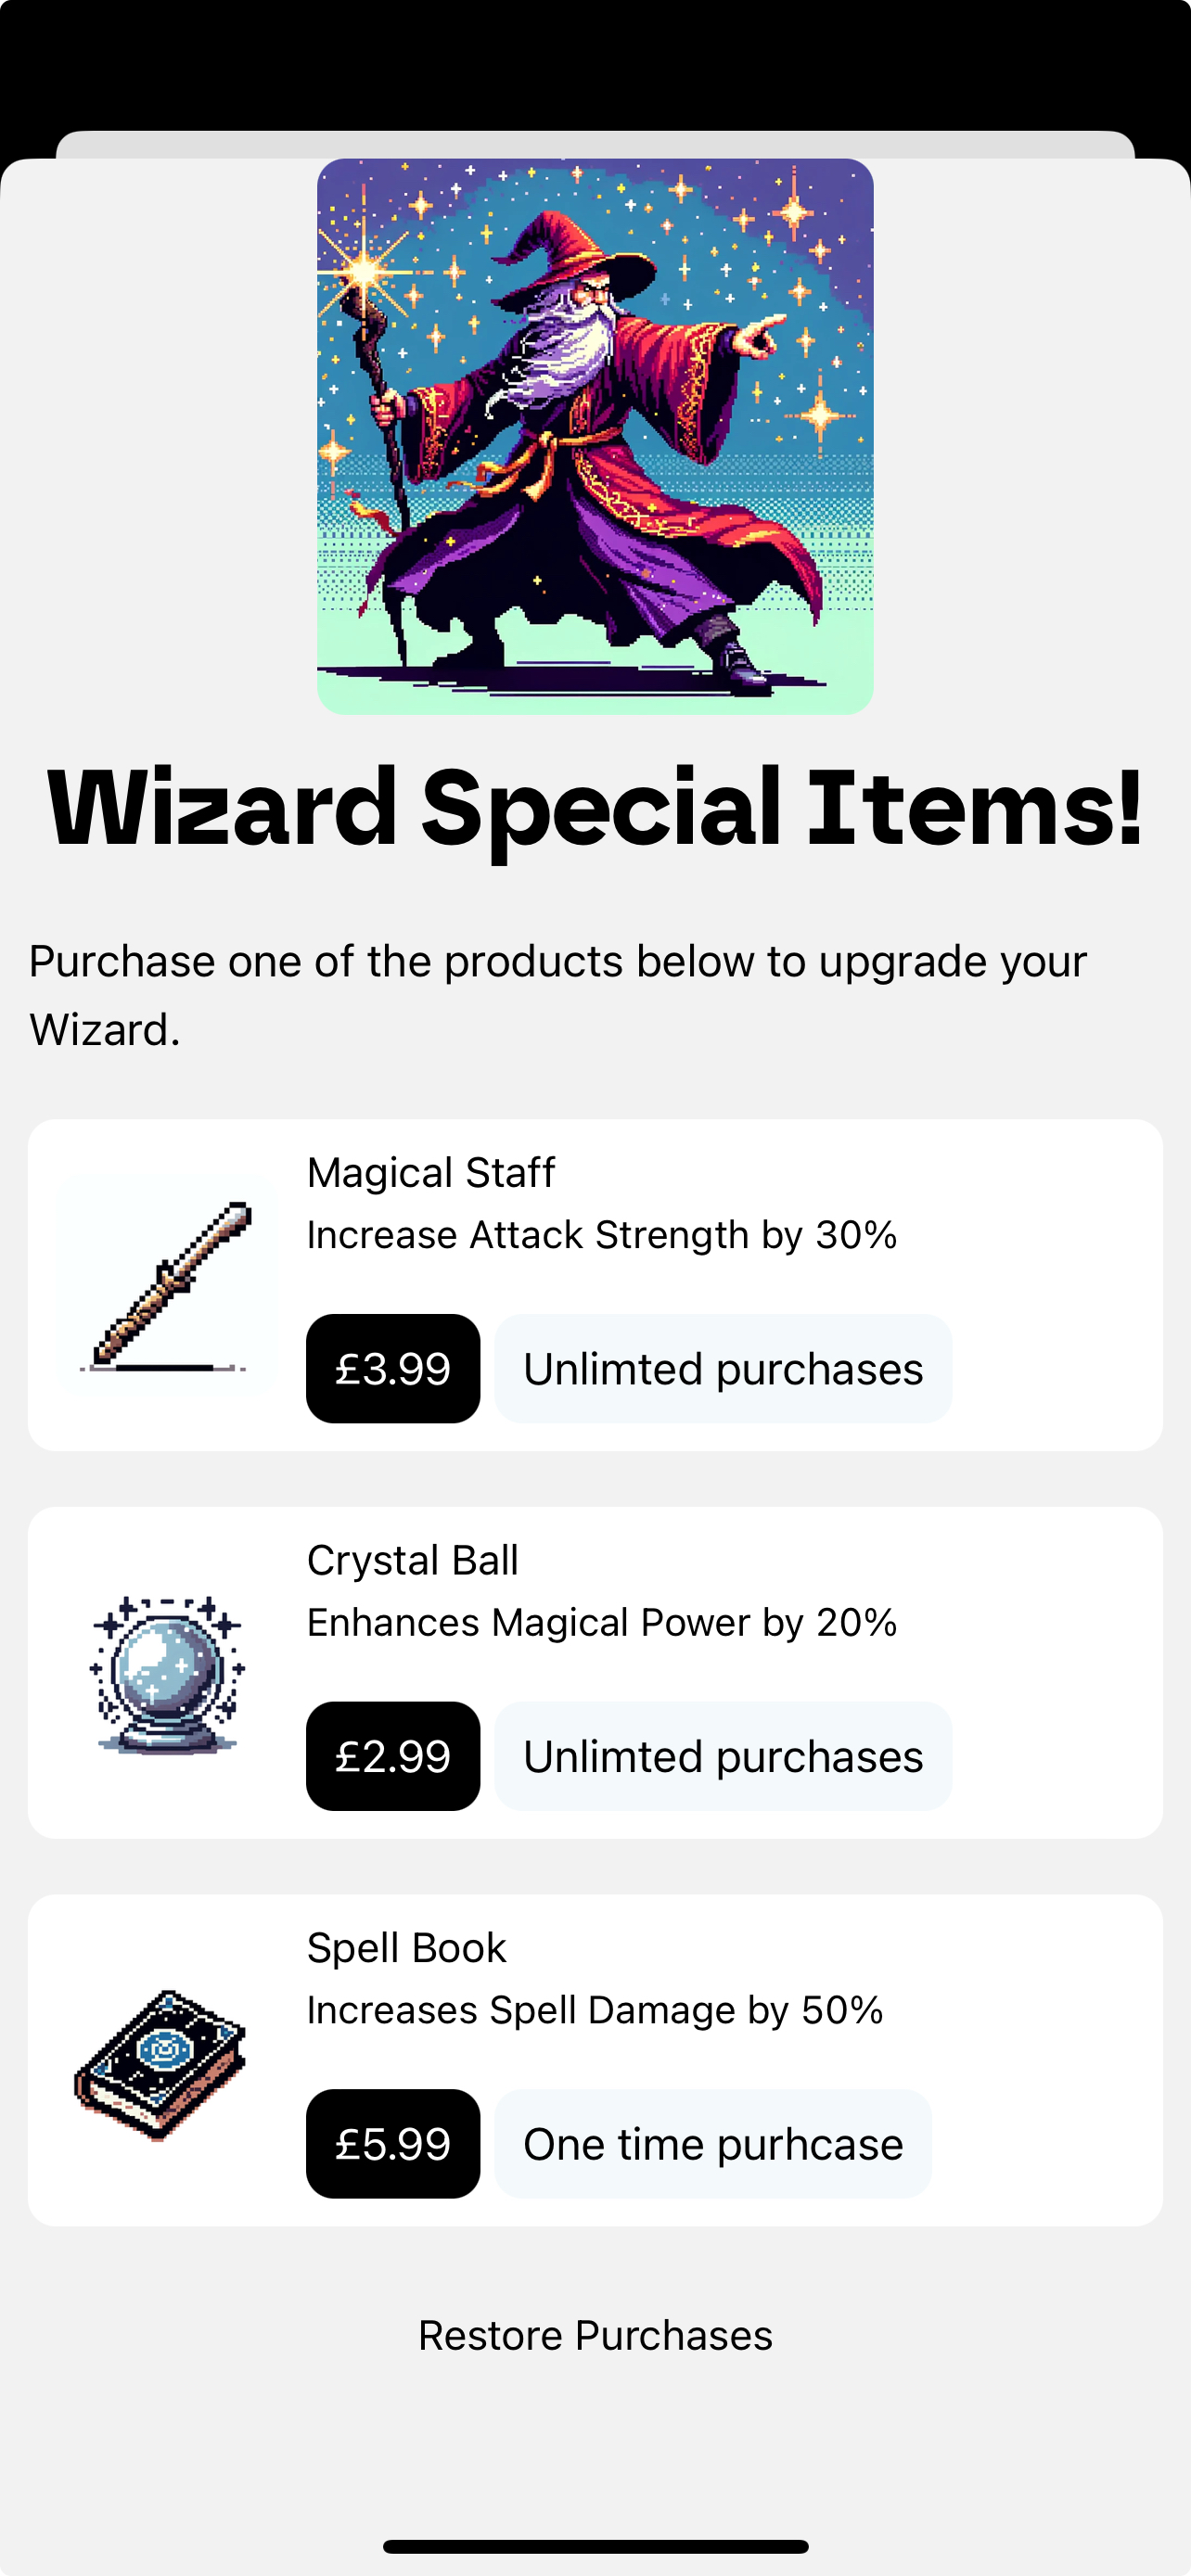 Wizard Special Items!
Purchase one of the products below to upgrade your
Wizard.
Magical Staff
Increase Attack Strength by 30%
£3.99 Unlimted purchases
Crystal Ball
Enhances Magical Power by 20%
£2.99 Unlimted purchases
Spell Book
Increases Spell Damage by 50%
£5.99 One time purhcase
Restore Purchases